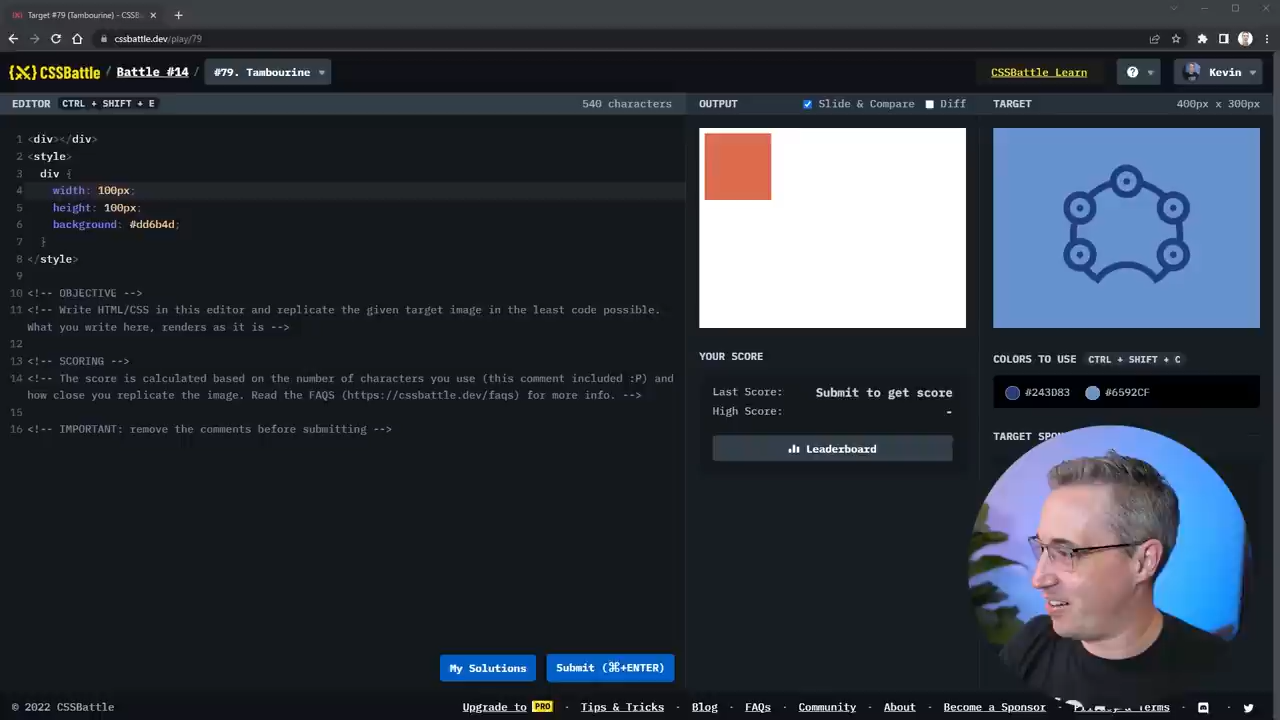 Target #79 (Tambourine) - CSSB
cssbattle.dev/play/79
{X} CSSBattle / Battle #14 / #79. Tambourine
CSSBattle Learn
? Kevin
EDITOR CTRL + SHIFT + E 540 characters
OUTPUT Slide & Compare Diff
TARGET 400px x 300px
1 <div></div>
2 <style>
3 div {
4 width: 100px;
5 height: 100px;
6 background: #dd6b4d;
7 }
8 </style>
9
10 <!-- OBJECTIVE -->
11 <!-- Write HTML/CSS in this editor and replicate the given target image in the least code possible.
What you write here, renders as it is -->
12
13 <!-- SCORING -->
14 <!-- The score is calculated based on the number of characters you use (this comment included :P) and
how close you replicate the image. Read the FAQS (https://cssbattle.dev/faqs) for more info. -->
15
16 <!-- IMPORTANT: remove the comments before submitting -->
YOUR SCORE
Last Score: Submit to get score
High Score: -
Leaderboard
COLORS TO USE CTRL + SHIFT + C
#243D83 #6592CF
TARGET
My Solutions Submit (⌘+ENTER)
© 2022 CSSBattle
Upgrade to PRO · Tips & Tricks · Blog · FAQs · Community · About · Become a Sponsor · & Terms